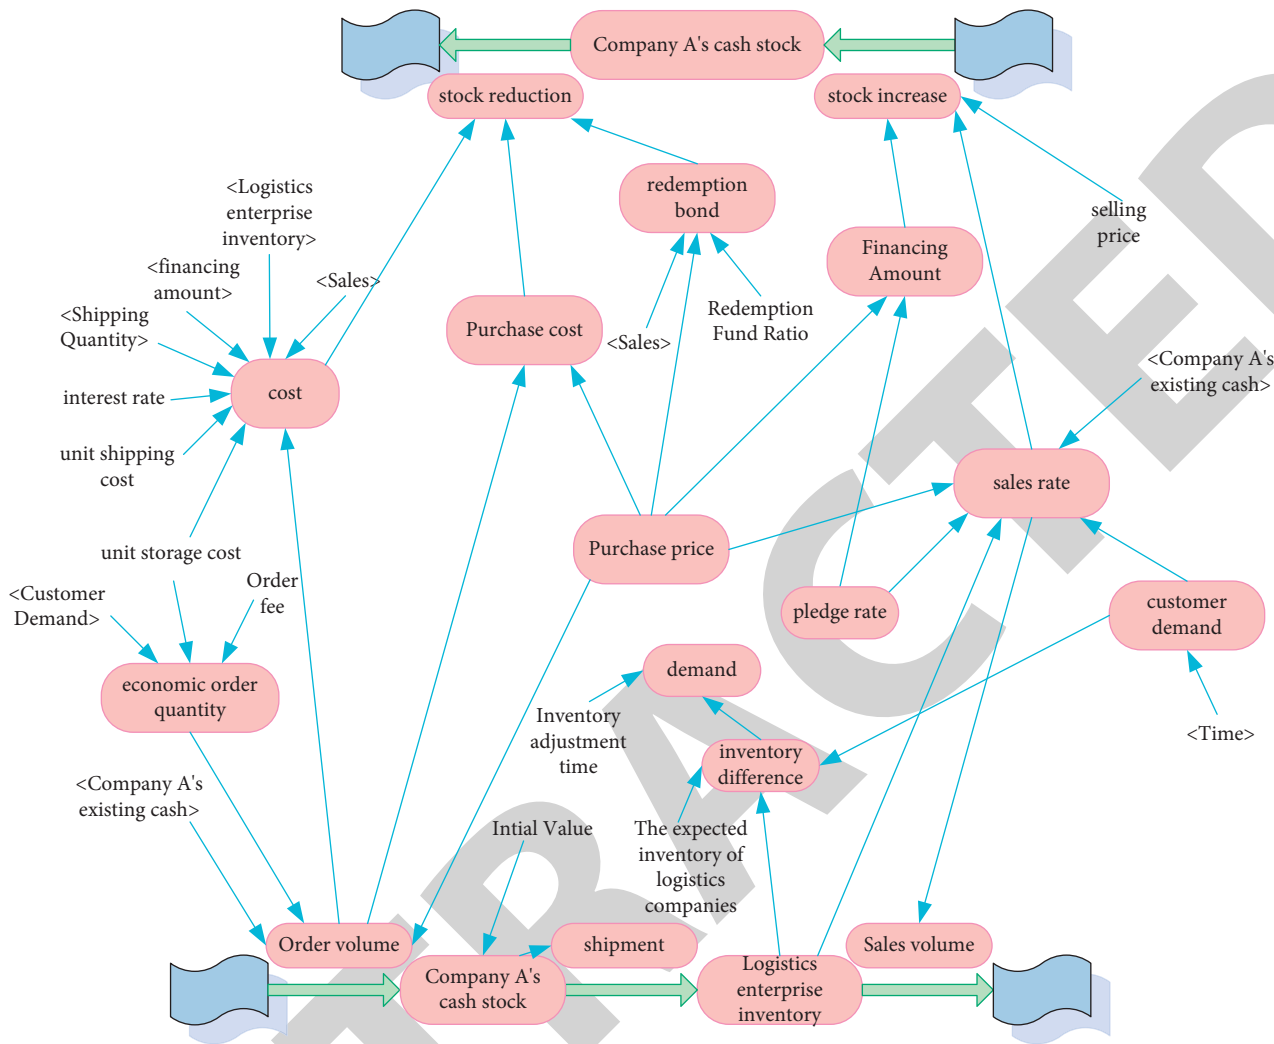 Company A's cash stock
stock reduction
stock increase
<Logistics
enterprise
inventory>
redemption
bond
selling
price
<financing
amount>
<Sales>
Financing
Amount
<Shipping
Quantity>
Purchase cost
<Sales>
Redemption
Fund Ratio
<Company A's
existing cash>
interest rate
cost
unit shipping
cost
sales rate
unit storage cost
Purchase price
Order
fee
<Customer
Demand>
pledge rate
customer
demand
economic order
quantity
demand
Inventory
adjustment
time
inventory
difference
<Time>
<Company A's
existing cash>
Intial Value
The expected
inventory of
logistics
companies
Order volume
shipment
Sales volume
Company A's
cash stock
Logistics
enterprise
inventory
TRACTED